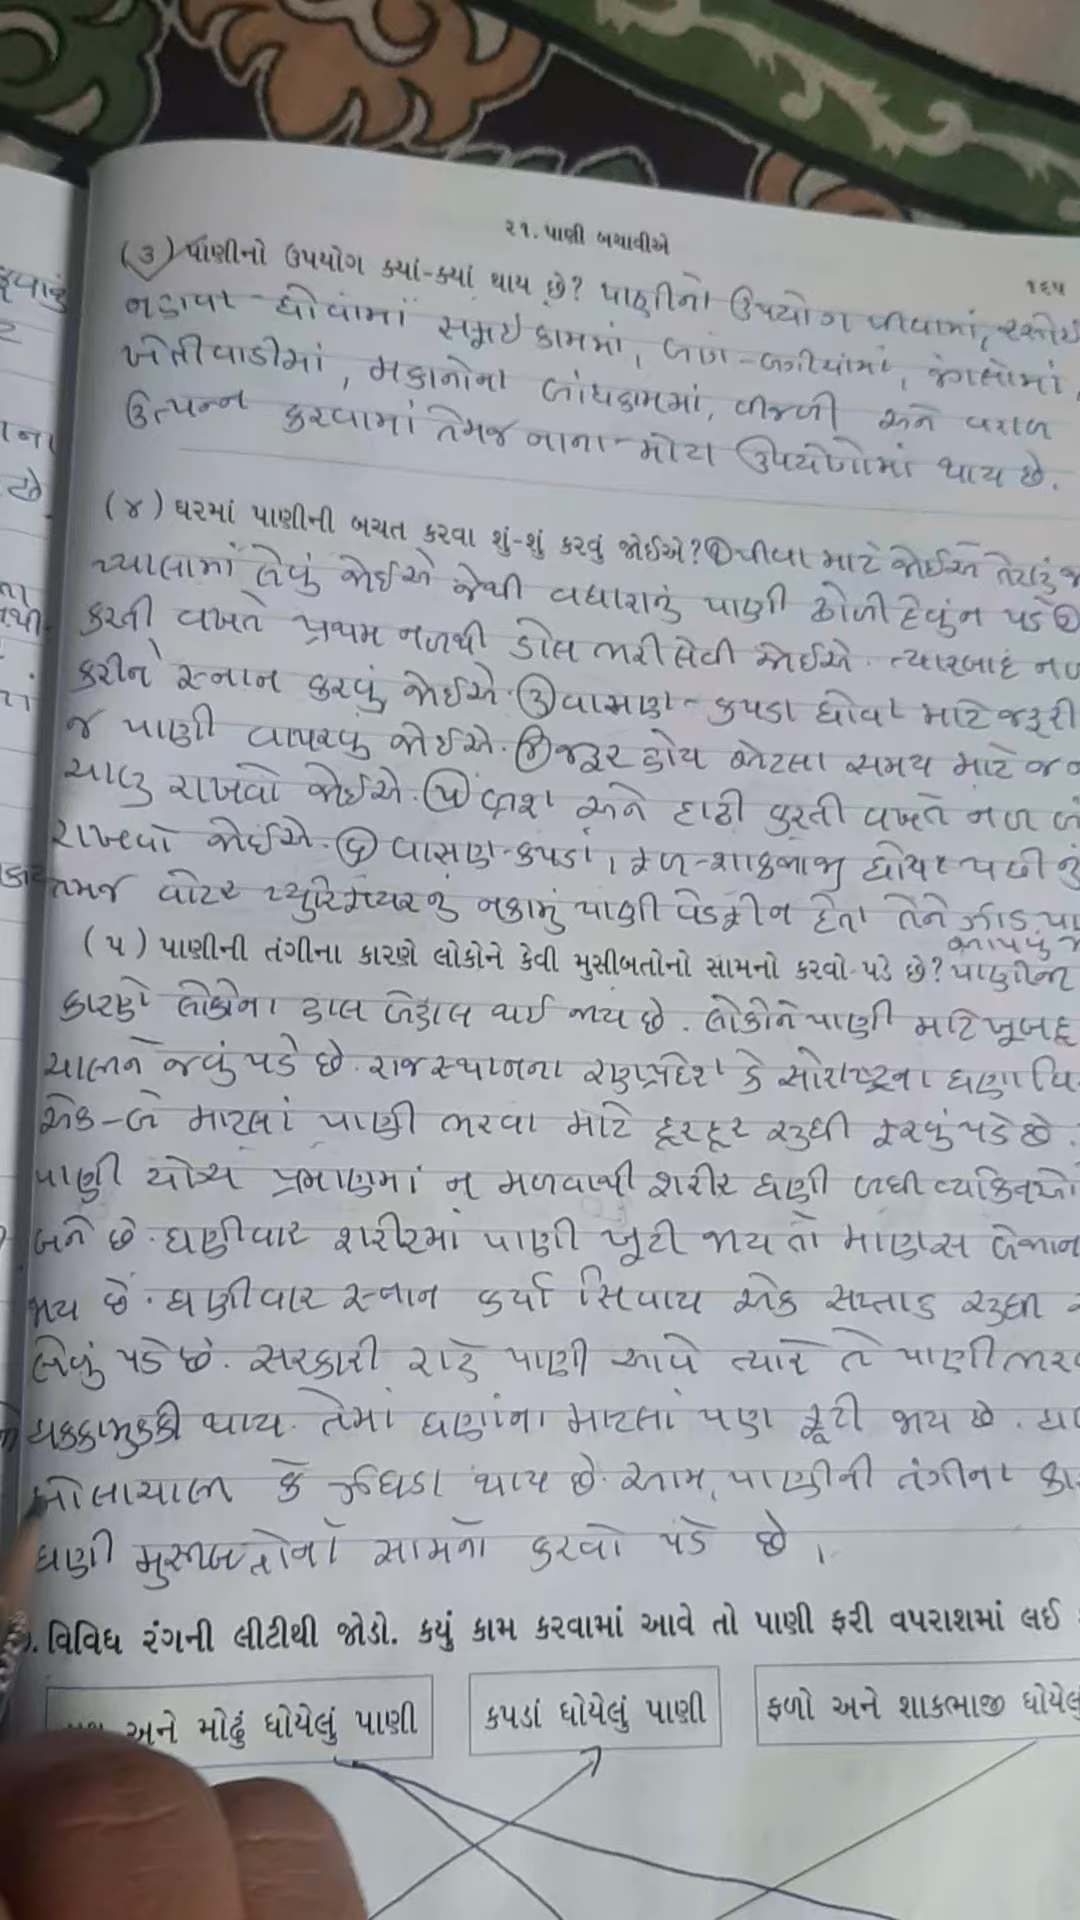 ૨૧. પાણી બચાવીએ
૧૬૫
(૩) પાણીનો ઉપયોગ ક્યાં-ક્યાં થાય છે? પાણીનો ઉપયોગ પીવામાં,
નહાવા-ધોવામાં સફાઈ કામમાં, બાગ-બગીચામાં, જંગલોમાં,
ખેતીવાડીમાં, મકાનોના બાંધકામમાં, વીજળી અને વરાળ
ઉત્પન્ન કરવામાં તેમજ નાના-મોટા ઉપયોગોમાં થાય છે.
(૪) ઘરમાં પાણીની બચત કરવા શું-શું કરવું જોઈએ? ① પીવા માટે જોઈએ તેટલું જ
પ્યાલામાં લેવું જોઈએ જેથી વધારાનું પાણી ઢોળી દેવું ન પડે ②
કરતી વખતે પ્રથમ નળથી ડોલ ભરી લેવી જોઈએ. ત્યારબાદ
કરીને સ્નાન કરવું જોઈએ. ③ વાસણ-કપડા ધોવા માટે જરૂરી
જ પાણી વાપરવું જોઈએ. ④ જરૂર હોય એટલા સમય માટે જ
ચાલુ રાખવો જોઈએ. ⑤ બ્રશ અને દાઢી કરતી વખતે નળ
રાખવો જોઈએ. ⑥ વાસણ-કપડાં, ફળ-શાકભાજી ધોયા પછી
તેમજ વોટર પ્યુરિફાયરનું નકામું પાણી વેડફી ન દેતા તેને
(૫) પાણીની તંગીના કારણે લોકોને કેવી મુસીબતોનો સામનો કરવો પડે છે?
કારણે લોકોના હાલ બેહાલ થઈ જાય છે. લોકોને પાણી માટે ખૂબ
ચાલીને જવું પડે છે. રાજસ્થાનના રણપ્રદેશ કે સૌરાષ્ટ્રના ઘણા
એક-બે માટલાં પાણી ભરવા માટે દૂરદૂર સુધી ફરવું પડે છે.
પાણી યોગ્ય પ્રમાણમાં ન મળવાથી શરીર ઘણી બધી
બને છે. ઘણીવાર શરીરમાં પાણી ખૂટી જાય તો માણસ
જાય છે. ઘણીવાર સ્નાન કર્યા સિવાય એક સપ્તાહ સુધી
લેવું પડે છે. સરકારી રાહે પાણી આવે ત્યારે તે પાણી
ધક્કામુક્કી થાય. તેમાં ઘણાંના માટલાં પણ ફૂટી જાય છે.
બોલાચાલી કે ઝઘડા થાય છે. આમ, પાણીની તંગીના
ઘણી મુસીબતોનો સામનો કરવો પડે છે.
વિવિધ રંગની લીટીથી જોડો. કયું કામ કરવામાં આવે તો પાણી ફરી વપરાશમાં લઈ
અને મોઢું ધોયેલું પાણી
કપડાં ધોયેલું પાણી
ફળો અને શાકભાજી